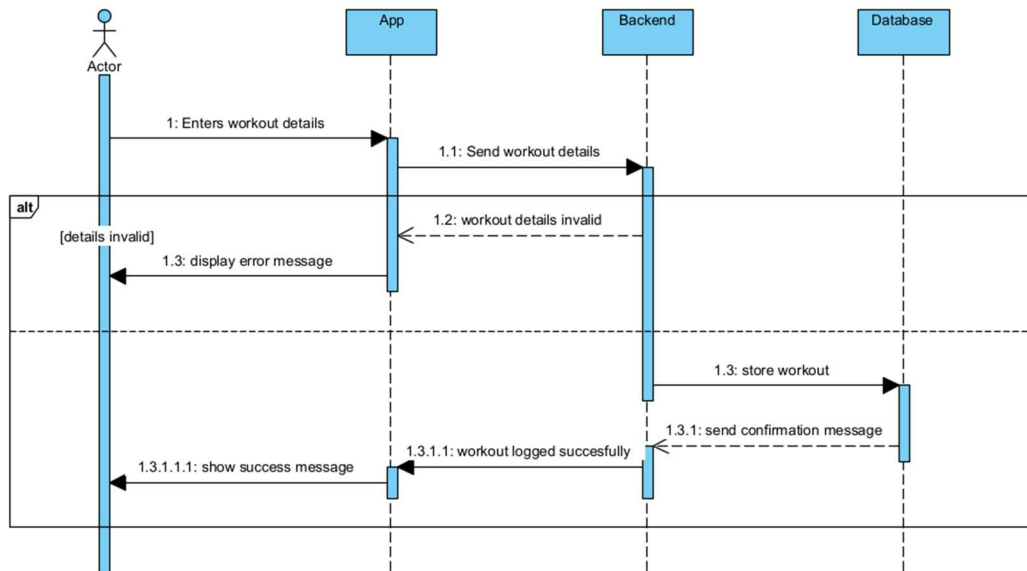 App
Backend
Database
Actor
1: Enters workout details
1.1: Send workout details
alt
1.2: workout details invalid
[details invalid]
1.3: display error message
1.3: store workout
1.3.1: send confirmation message
1.3.1.1: workout logged succesfully
1.3.1.1.1: show success message